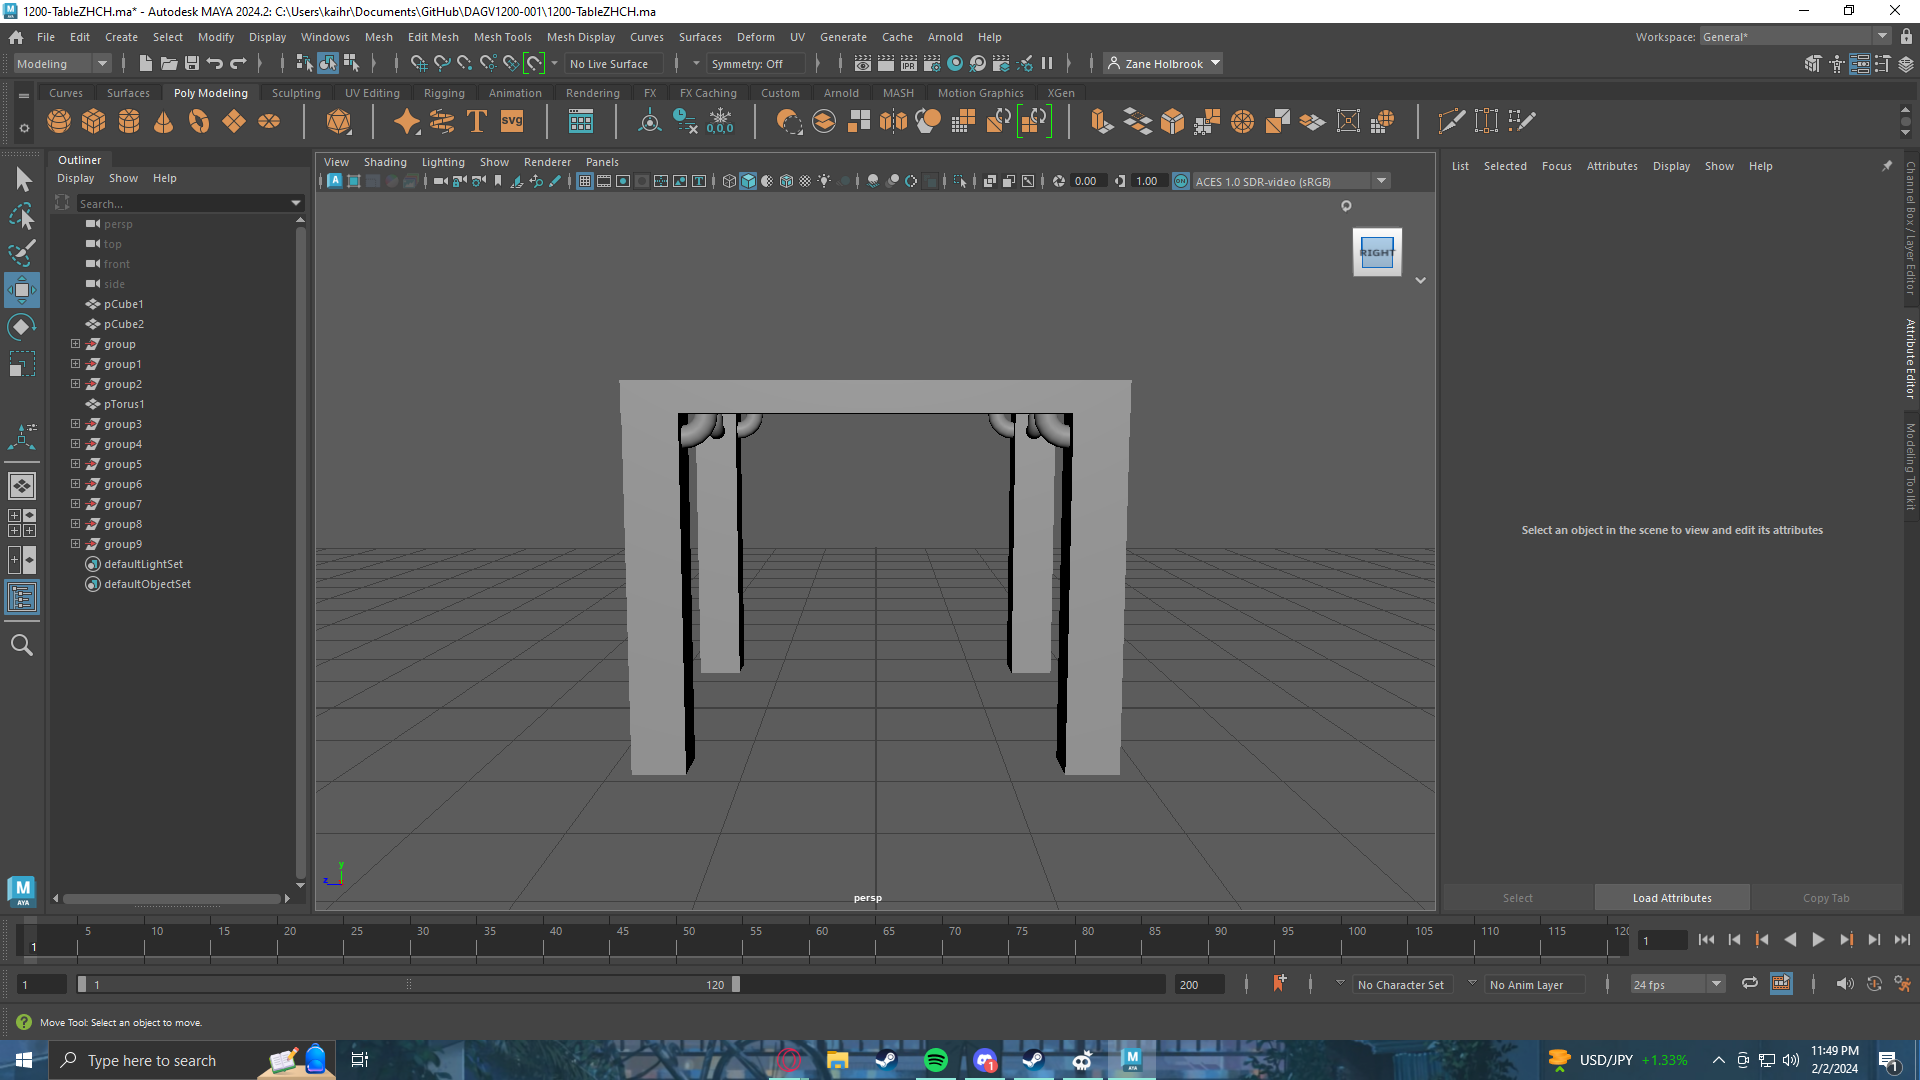 1200-TableZHCH.ma* - Autodesk MAYA 2024.2: C:\Users\kaihr\Documents\GitHub\DAGV1200-001\1200-TableZHCH.ma
File Edit Create Select Modify Display Windows Mesh Edit Mesh Mesh Tools Mesh Display Curves Surfaces Deform UV Generate Cache Arnold Help Workspace: General*
Modeling No Live Surface Symmetry: Off IPR Zane Holbrook
Curves Surfaces Poly Modeling Sculpting UV Editing Rigging Animation Rendering FX FX Caching Custom Arnold MASH Motion Graphics XGen
T SVG 0,0,0
Outliner
Display Show Help
Search...
persp
top
front
side
pCube1
pCube2
group
group1
group2
pTorus1
group3
group4
group5
group6
group7
group8
group9
defaultLightSet
defaultObjectSet
View Shading Lighting Show Renderer Panels
0.00 1.00 ON ACES 1.0 SDR-video (sRGB)
RIGHT
y
z
persp
List Selected Focus Attributes Display Show Help
Select an object in the scene to view and edit its attributes
Select Load Attributes Copy Tab
Channel Box / Layer Editor
Attribute Editor
Modeling Toolkit
M
AYA
1 5 10 15 20 25 30 35 40 45 50 55 60 65 70 75 80 85 90 95 100 105 110 115 120 1
1 1 120 200 No Character Set No Anim Layer 24 fps
Move Tool: Select an object to move.
Type here to search 1 M AYA USD/JPY +1.33% 11:49 PM
2/2/2024 1